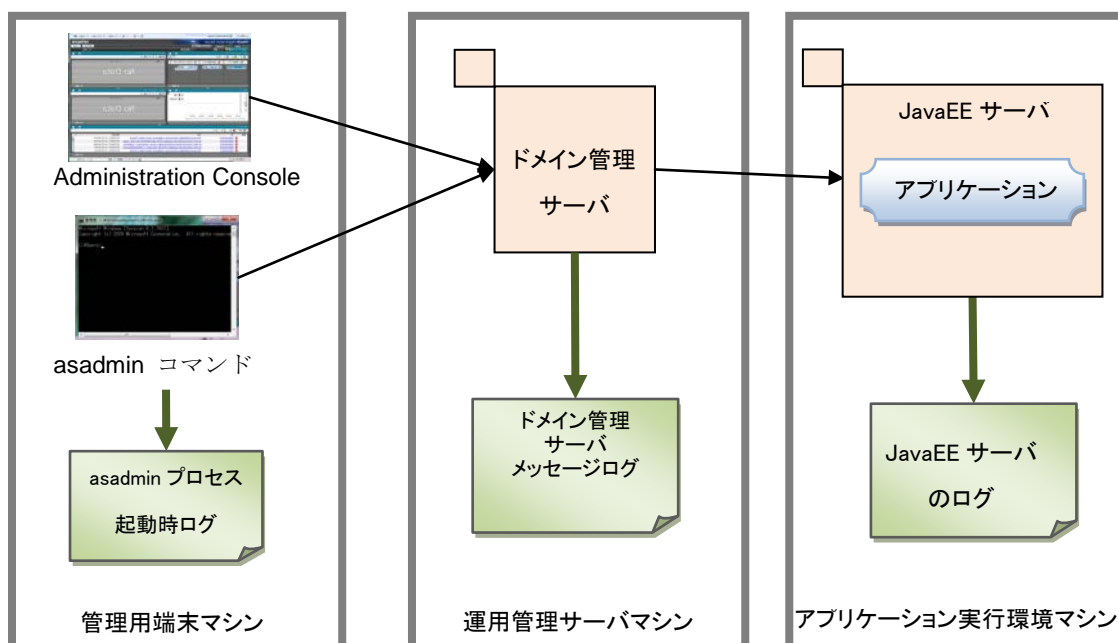 Administration Console
asadmin コマンド
asadmin プロセス
起動時ログ
管理用端末マシン
ドメイン管理
サーバ
ドメイン管理
サーバ
メッセージログ
運用管理サーバマシン
JavaEE サーバ
アプリケーション
JavaEE サーバ
のログ
アプリケーション実行環境マシン